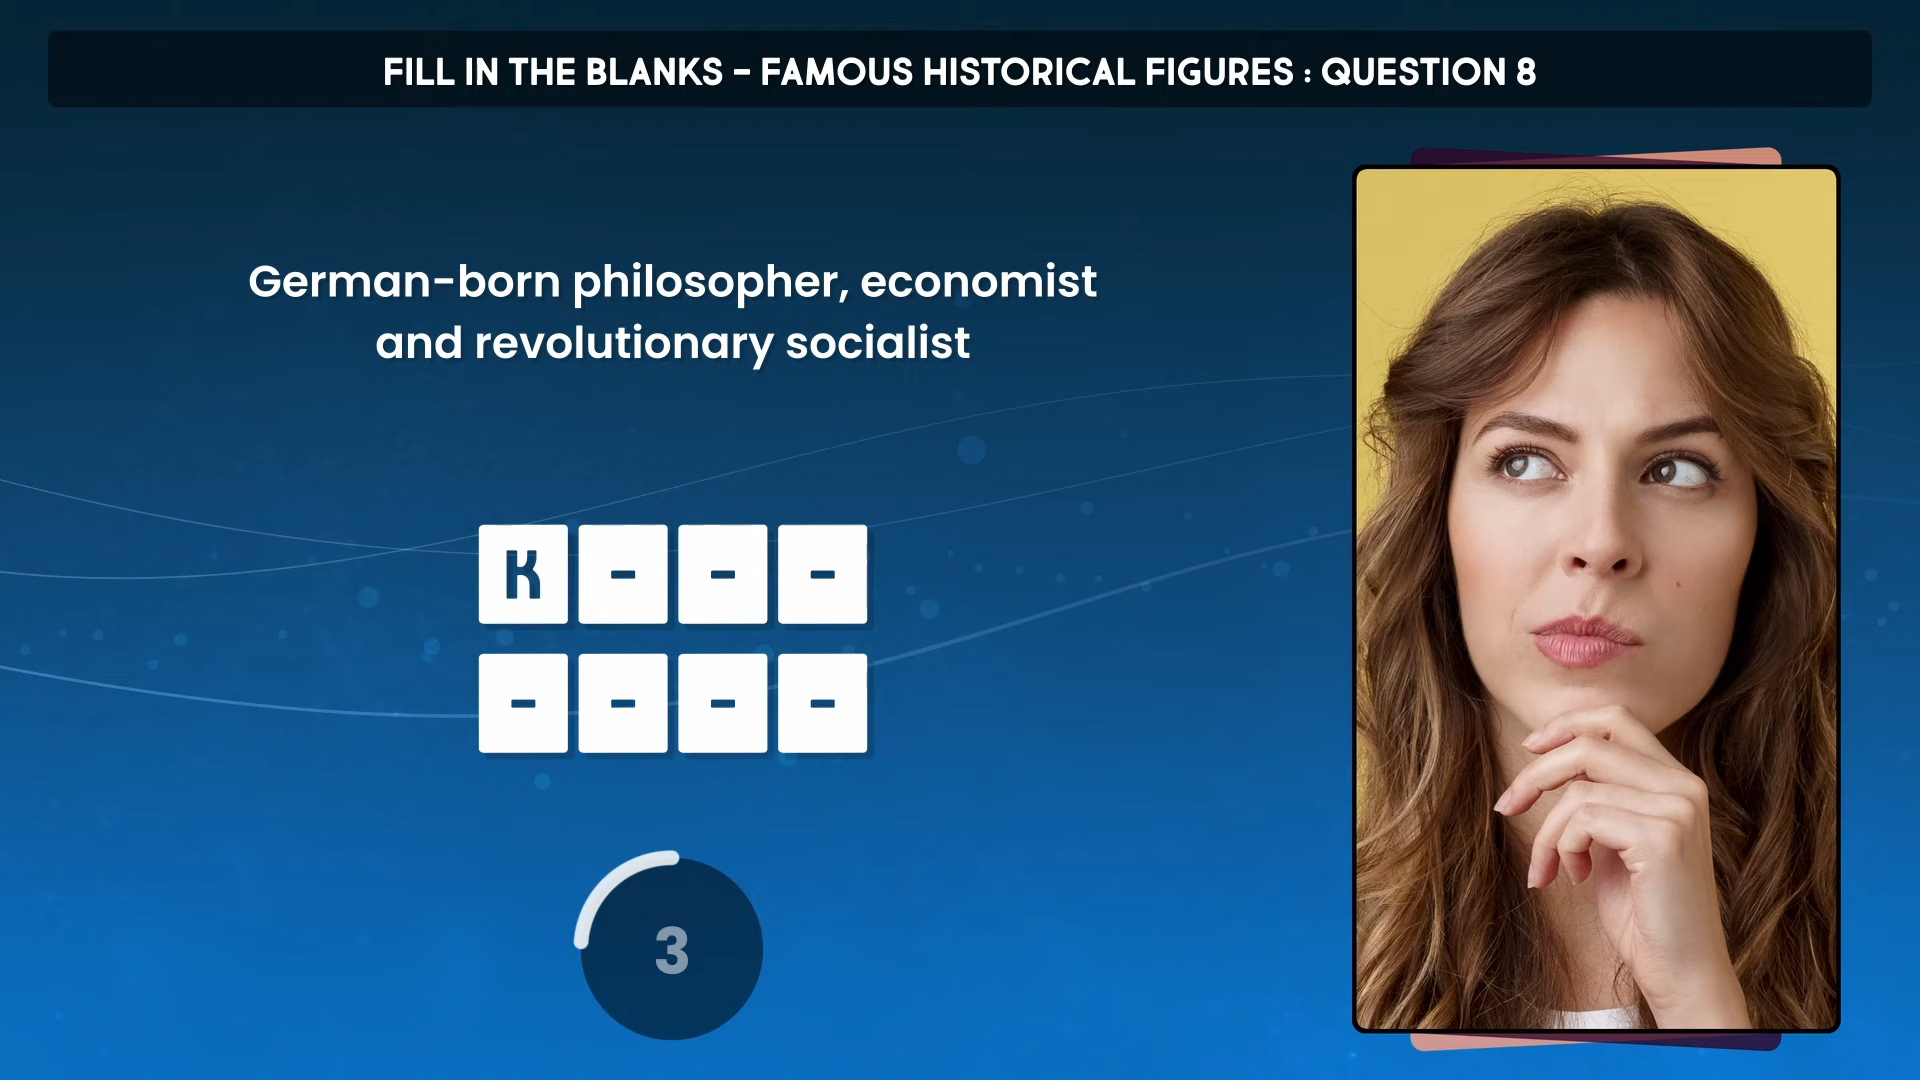 FILL IN THE BLANKS - FAMOUS HISTORICAL FIGURES : QUESTION 8
German-born philosopher, economist
and revolutionary socialist
K - - -
- - - -
3